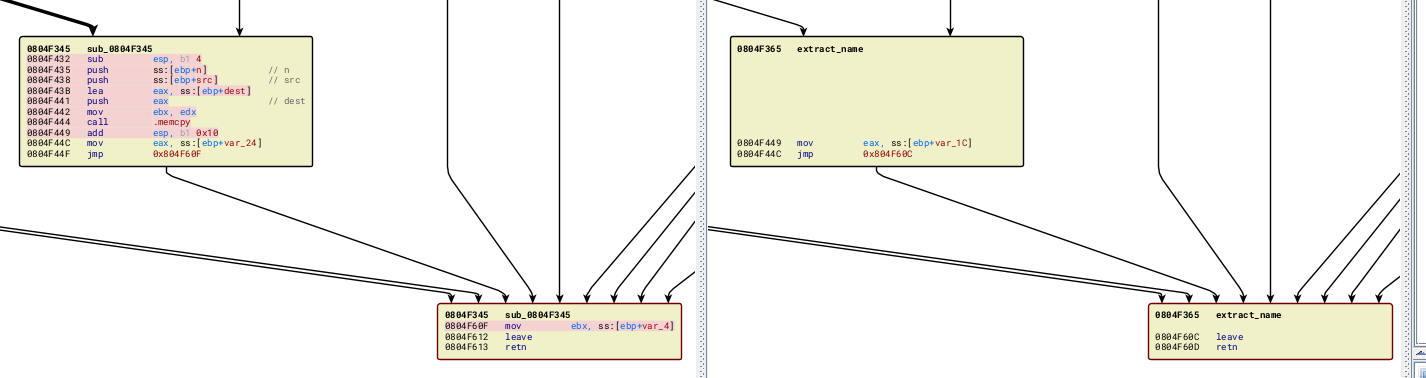 0804F345 sub_0804F345
0804F432 sub esp, b1 4
0804F435 push ss:[ebp+n] // n
0804F438 push ss:[ebp+src] // src
0804F43B lea eax, ss:[ebp+dest]
0804F441 push eax // dest
0804F442 mov ebx, edx
0804F444 call .memcpy
0804F449 add esp, b1 0x10
0804F44C mov eax, ss:[ebp+var_24]
0804F44F jmp 0x804F60F
0804F345 sub_0804F345
0804F60F mov ebx, ss:[ebp+var_4]
0804F612 leave
0804F613 retn
0804F365 extract_name
0804F449 mov eax, ss:[ebp+var_1C]
0804F44C jmp 0x804F60C
0804F365 extract_name
0804F60C leave
0804F60D retn